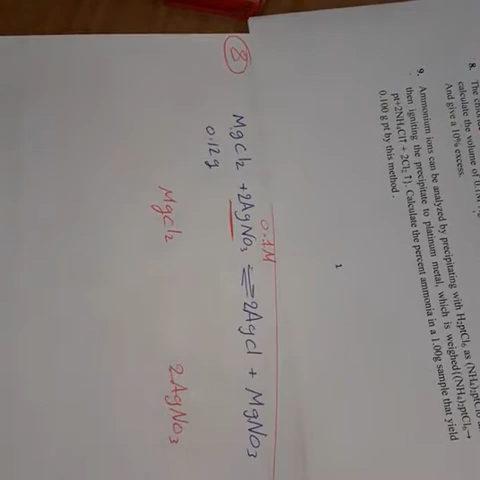 8. The
calculate the volume of 0.1M
And give a 10% excess.
9. Ammonium ions can be analyzed by precipitating with H₂ptCl₆ as (NH₄)₂ptCl₆
then igniting the precipitate to platinum metal, which is weighed{(NH₄)₂ptCl₆→
pt+2NH₄Cl↑ + 2Cl₂ ↑}. Calculate the percent ammonia in a 1.00g sample that yield
0.100 g pt by this method .
1
8
0.1M
MgCl₂ + 2AgNO₃ ⇌ 2AgCl + MgNO₃
0.12g
MgCl₂ 2AgNO₃